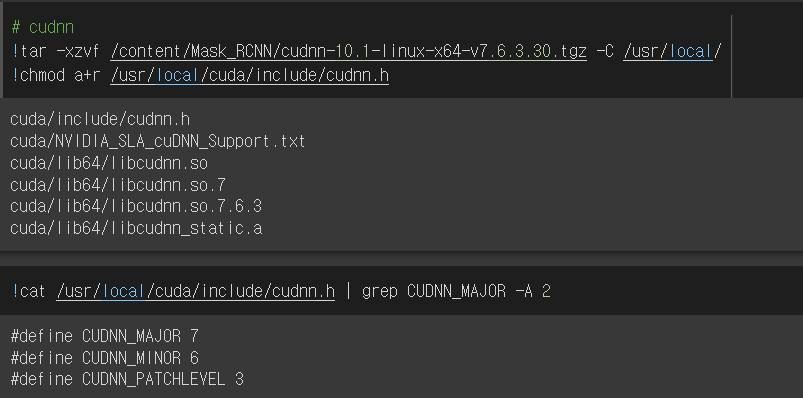 # cudnn
!tar -xzvf /content/Mask_RCNN/cudnn-10.1-linux-x64-v7.6.3.30.tgz -C /usr/local/
!chmod a+r /usr/local/cuda/include/cudnn.h
cuda/include/cudnn.h
cuda/NVIDIA_SLA_cuDNN_Support.txt
cuda/lib64/libcudnn.so
cuda/lib64/libcudnn.so.7
cuda/lib64/libcudnn.so.7.6.3
cuda/lib64/libcudnn_static.a
!cat /usr/local/cuda/include/cudnn.h | grep CUDNN_MAJOR -A 2
#define CUDNN_MAJOR 7
#define CUDNN_MINOR 6
#define CUDNN_PATCHLEVEL 3